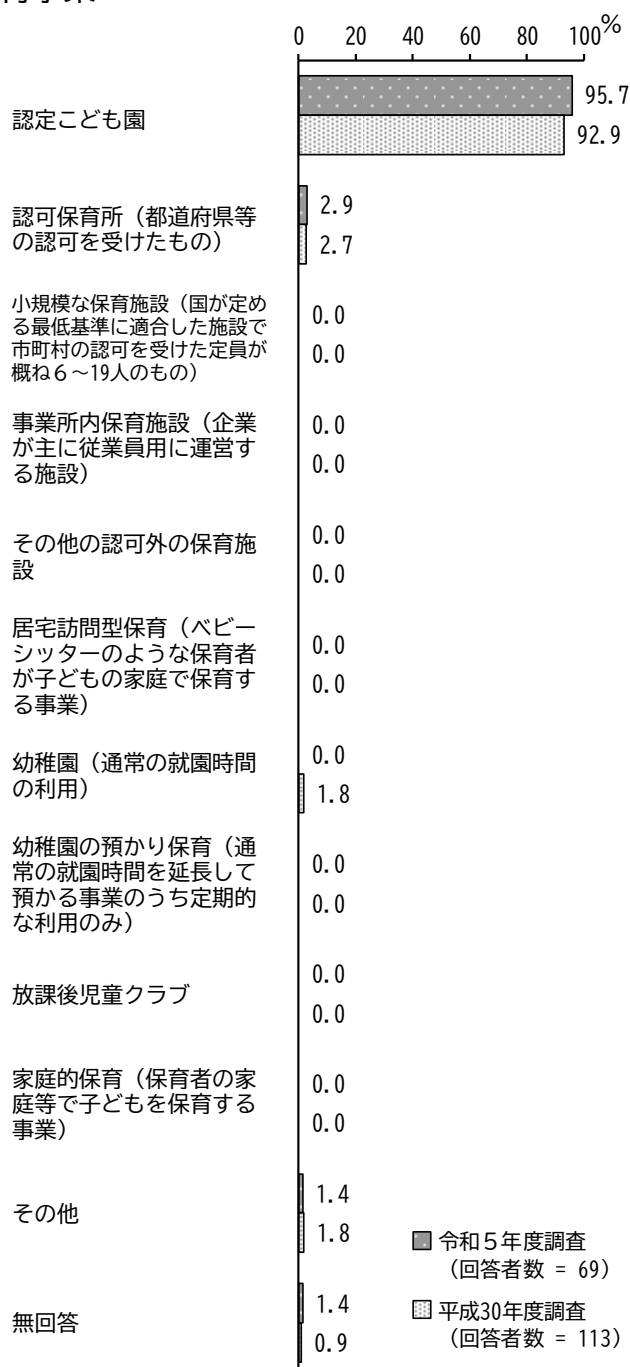 0 20 40 60 80 100%
認定こども園
95.7
92.9
認可保育所（都道府県等
の認可を受けたもの）
2.9
2.7
小規模な保育施設（国が定め
る最低基準に適合した施設で
市町村の認可を受けた定員が
概ね６～19人のもの）
0.0
0.0
事業所内保育施設（企業
が主に従業員用に運営す
る施設）
0.0
0.0
その他の認可外の保育施
設
0.0
0.0
居宅訪問型保育（ベビー
シッターのような保育者
が子どもの家庭で保育す
る事業）
0.0
0.0
幼稚園（通常の就園時間
の利用）
0.0
1.8
幼稚園の預かり保育（通
常の就園時間を延長して
預かる事業のうち定期的
な利用のみ）
0.0
0.0
放課後児童クラブ
0.0
0.0
家庭的保育（保育者の家
庭等で子どもを保育する
事業）
0.0
0.0
その他
1.4
1.8
無回答
1.4
0.9
令和５年度調査
（回答者数 = 69）
平成30年度調査
（回答者数 = 113）